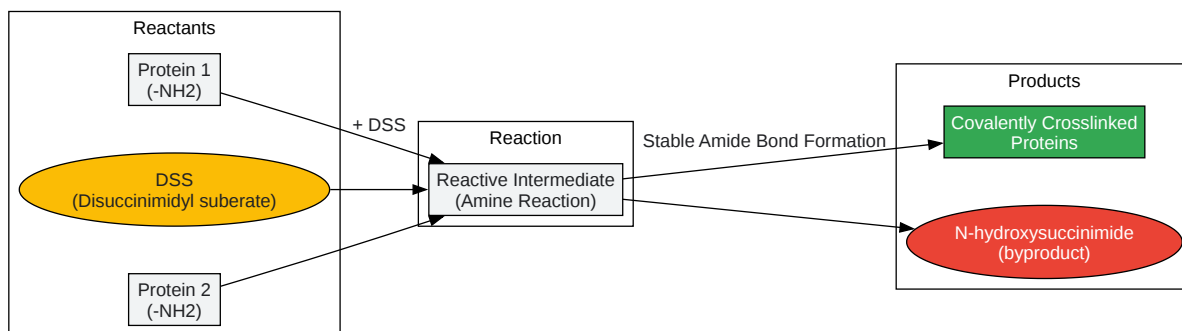 Reactants
Protein 1
(-NH2)
DSS
(Disuccinimidyl suberate)
Protein 2
(-NH2)
+ DSS
Reaction
Reactive Intermediate
(Amine Reaction)
Stable Amide Bond Formation
Products
Covalently Crosslinked
Proteins
N-hydroxysuccinimide
(byproduct)